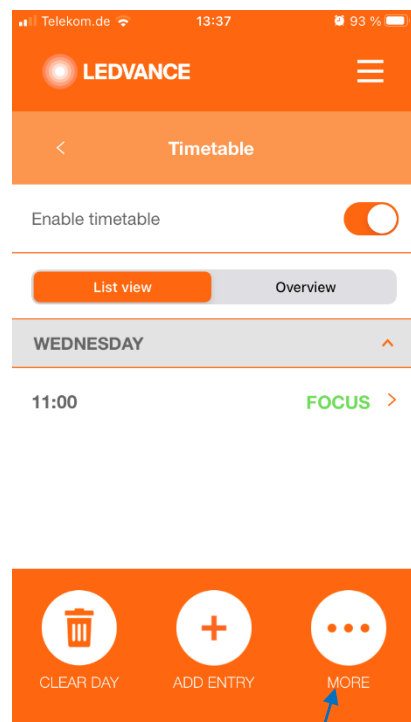 Telekom.de 13:37 93 %
LEDVANCE
Timetable
Enable timetable
List view Overview
WEDNESDAY
11:00 FOCUS
CLEAR DAY ADD ENTRY MORE